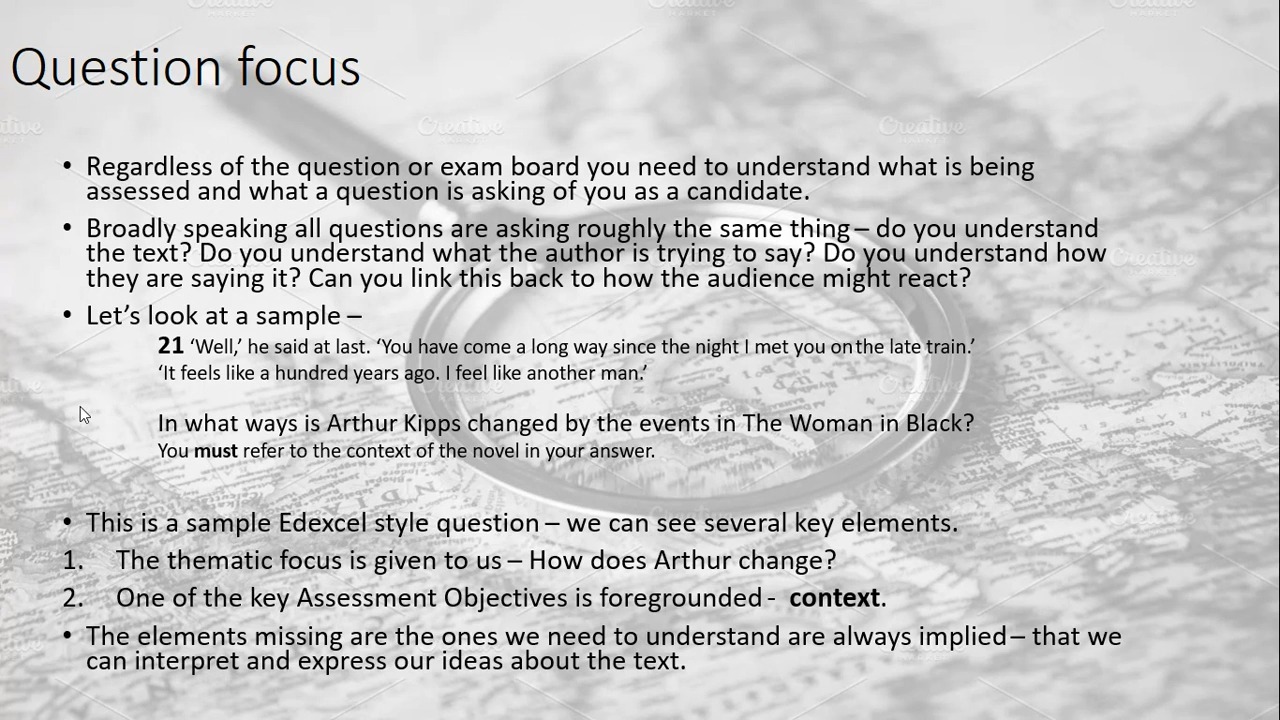 Question focus
• Regardless of the question or exam board you need to understand what is being
assessed and what a question is asking of you as a candidate.
• Broadly speaking all questions are asking roughly the same thing – do you understand
the text? Do you understand what the author is trying to say? Do you understand how
they are saying it? Can you link this back to how the audience might react?
• Let’s look at a sample –
21 ‘Well,’ he said at last. ‘You have come a long way since the night I met you on the late train.’
‘It feels like a hundred years ago. I feel like another man.’
In what ways is Arthur Kipps changed by the events in The Woman in Black?
You must refer to the context of the novel in your answer.
• This is a sample Edexcel style question – we can see several key elements.
1. The thematic focus is given to us – How does Arthur change?
2. One of the key Assessment Objectives is foregrounded - context.
• The elements missing are the ones we need to understand are always implied – that we
can interpret and express our ideas about the text.